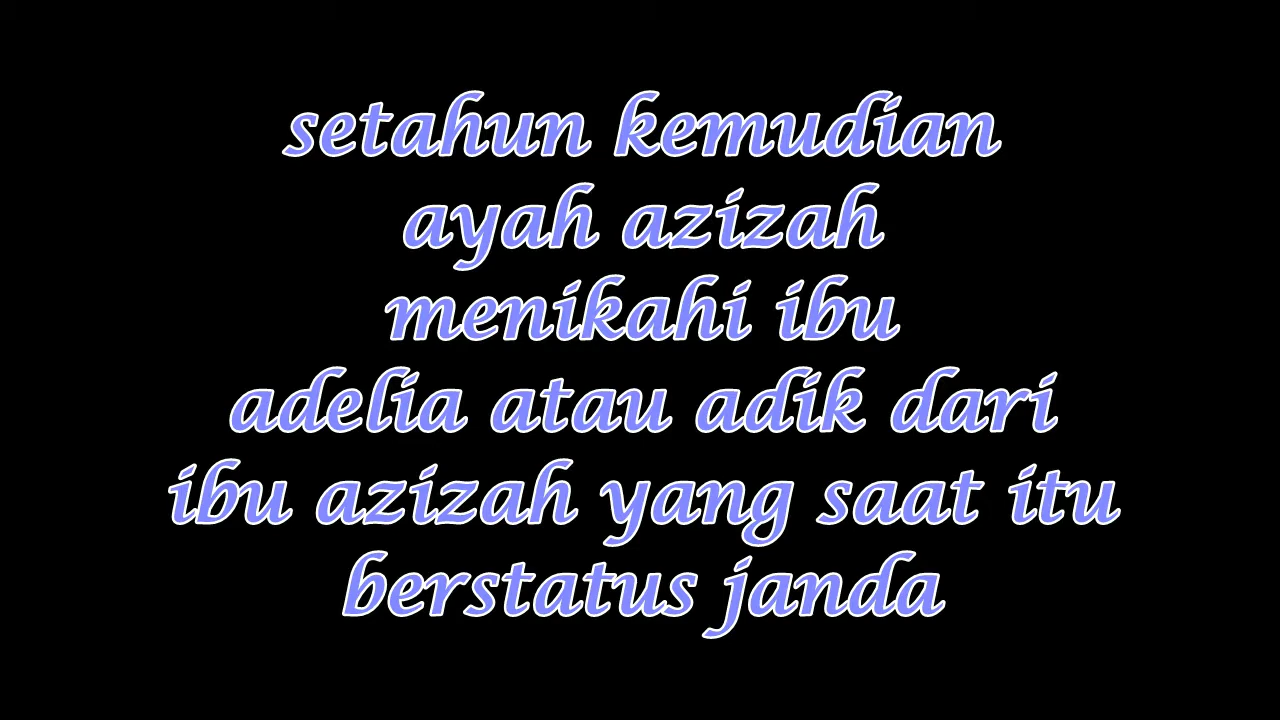 setahun kemudian
ayah azizah
menikahi ibu
adelia atau adik dari
ibu azizah yang saat itu
berstatus janda